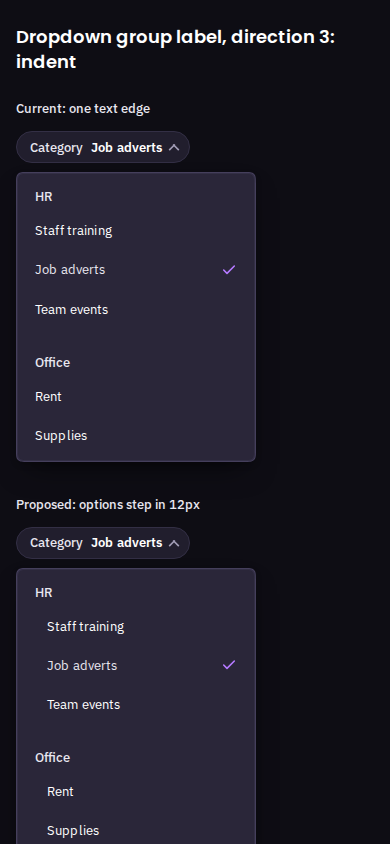 Dropdown group label, direction 3:
indent
Current: one text edge
Category Job adverts
HR
Staff training
Job adverts
Team events
Office
Rent
Supplies
Proposed: options step in 12px
Category Job adverts
HR
Staff training
Job adverts
Team events
Office
Rent
Supplies